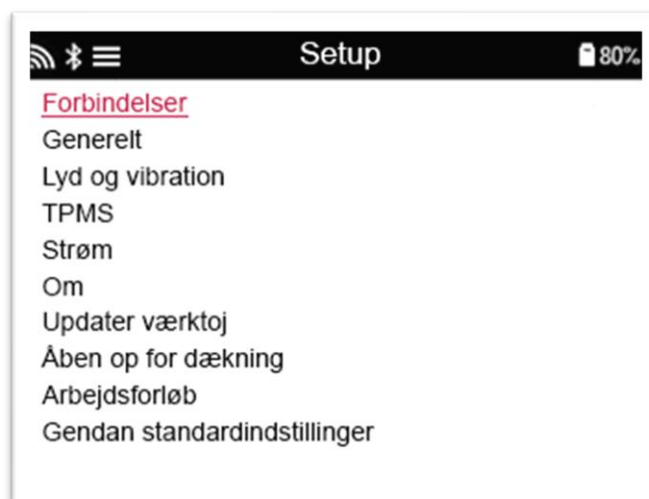 Setup
80%
Forbindelser
Generelt
Lyd og vibration
TPMS
Strøm
Om
Updater værktoj
Åben op for dækning
Arbejdsforløb
Gendan standardindstillinger